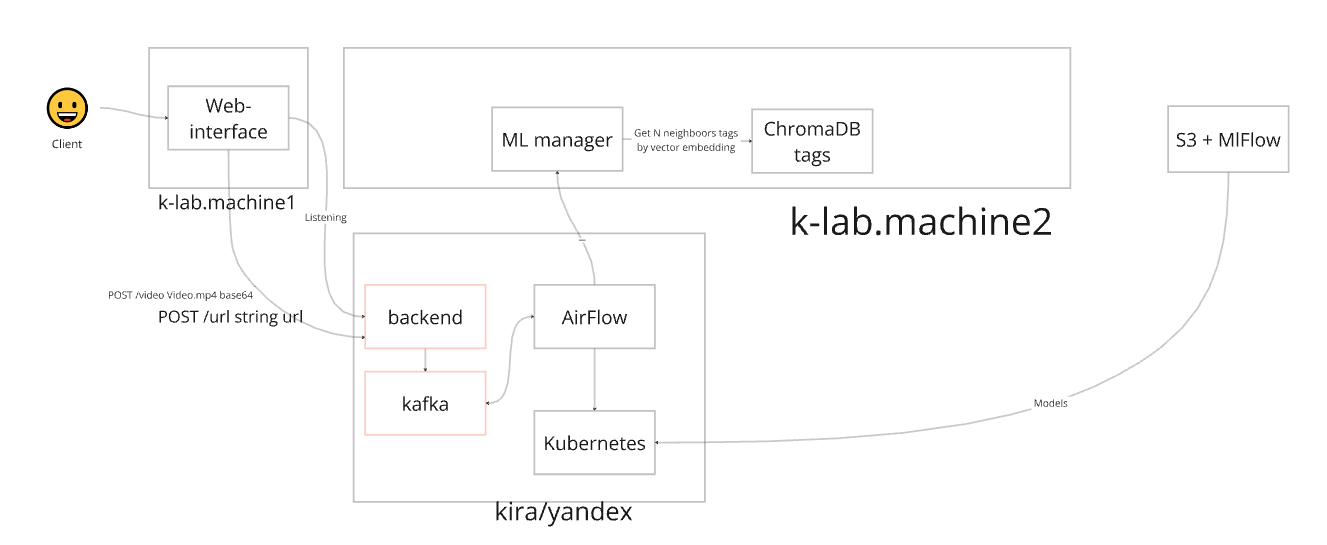 Client
Web-
interface
k-lab.machine1
ML manager
Get N neighboors tags
by vector embedding
ChromaDB
tags
k-lab.machine2
S3 + MlFlow
Listening
POST /video Video.mp4 base64
POST /url string url
backend
kafka
AirFlow
Kubernetes
kira/yandex
Models